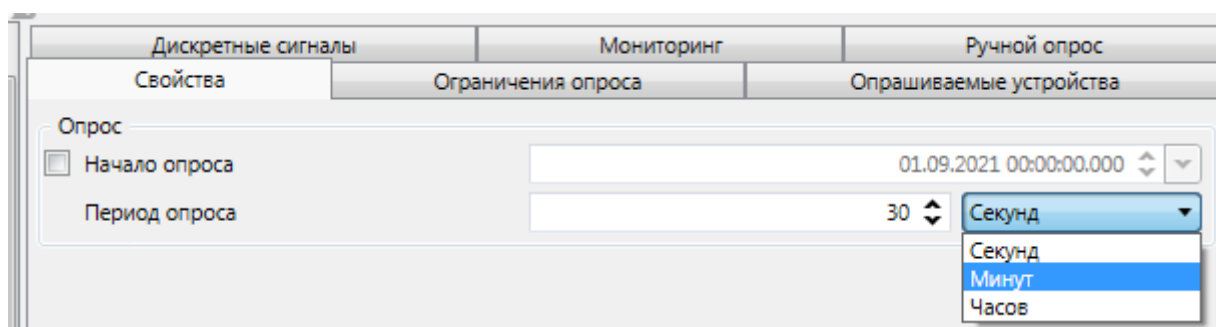 Дискретные сигналы Мониторинг Ручной опрос
Свойства Ограничения опроса Опрашиваемые устройства
Опрос
Начало опроса 01.09.2021 00:00:00.000
Период опроса 30 Секунд
Секунд
Минут
Часов